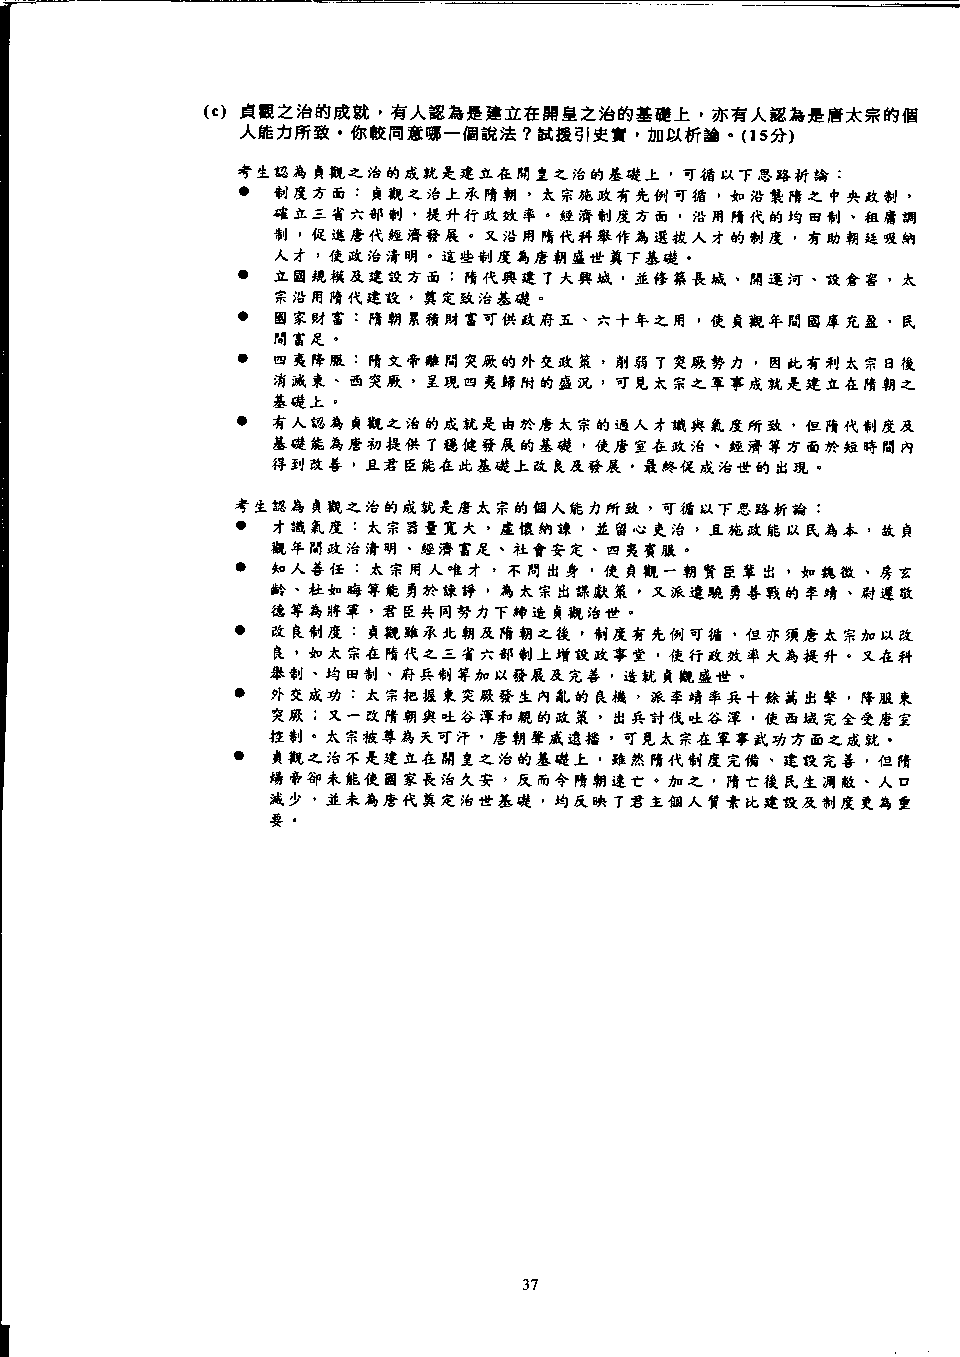 (c) 貞觀之治的成就，有人認為是建立在開皇之治的基礎上，亦有人認為是唐太宗的個
人能力所致。你較同意哪一個說法？試援引史實，加以析論。(15分)
考生認為貞觀之治的成就是建立在開皇之治的基礎上，可循以下思路析論：
● 制度方面：貞觀之治上承隋朝，太宗施政有先例可循，如沿襲隋之中央政制，
確立三省六部制，提升行政效率。經濟制度方面，沿用隋代的均田制、租庸調
制，促進唐代經濟發展。又沿用隋代科舉作為選拔人才的制度，有助朝廷吸納
人才，使政治清明。這些制度為唐朝盛世奠下基礎。
● 立國規模及建設方面：隋代興建了大興城，並修築長城、開運河、設倉窖，太
宗沿用隋代建設，奠定致治基礎。
● 國家財富：隋朝累積財富可供政府五、六十年之用，使貞觀年間國庫充盈、民
間富足。
● 四夷降服：隋文帝離間突厥的外交政策，削弱了突厥勢力，因此有利太宗日後
消滅東、西突厥，呈現四夷歸附的盛況，可見太宗之軍事成就是建立在隋朝之
基礎上。
● 有人認為貞觀之治的成就是由於唐太宗的過人才識與氣度所致，但隋代制度及
基礎能為唐初提供了穩健發展的基礎，使唐室在政治、經濟等方面於短時間內
得到改善，且君臣能在此基礎上改良及發展，最終促成治世的出現。
考生認為貞觀之治的成就是唐太宗的個人能力所致，可循以下思路析論：
● 才識氣度：太宗器量寬大，虛懷納諫，並留心吏治，且施政能以民為本，故貞
觀年間政治清明、經濟富足、社會安定、四夷賓服。
● 知人善任：太宗用人唯才，不問出身，使貞觀一朝賢臣輩出，如魏徵、房玄
齡、杜如晦等能勇於諫諍，為太宗出謀獻策，又派遣驍勇善戰的李靖、尉遲敬
德等為將軍，君臣共同努力下締造貞觀治世。
● 改良制度：貞觀雖承北朝及隋朝之後，制度有先例可循，但亦須唐太宗加以改
良，如太宗在隋代之三省六部制上增設政事堂，使行政效率大為提升。又在科
舉制、均田制、府兵制等加以發展及完善，造就貞觀盛世。
● 外交成功：太宗把握東突厥發生內亂的良機，派李靖率兵十餘萬出擊，降服東
突厥；又一改隋朝與吐谷渾和親的政策，出兵討伐吐谷渾，使西域完全受唐室
控制。太宗被尊為天可汗，唐朝聲威遠播，可見太宗在軍事武功方面之成就。
● 貞觀之治不是建立在開皇之治的基礎上，雖然隋代制度完備、建設完善，但隋
煬帝卻未能使國家長治久安，反而令隋朝速亡。加之，隋亡後民生凋敝、人口
減少，並未為唐代奠定治世基礎，均反映了君主個人質素比建設及制度更為重
要。
37